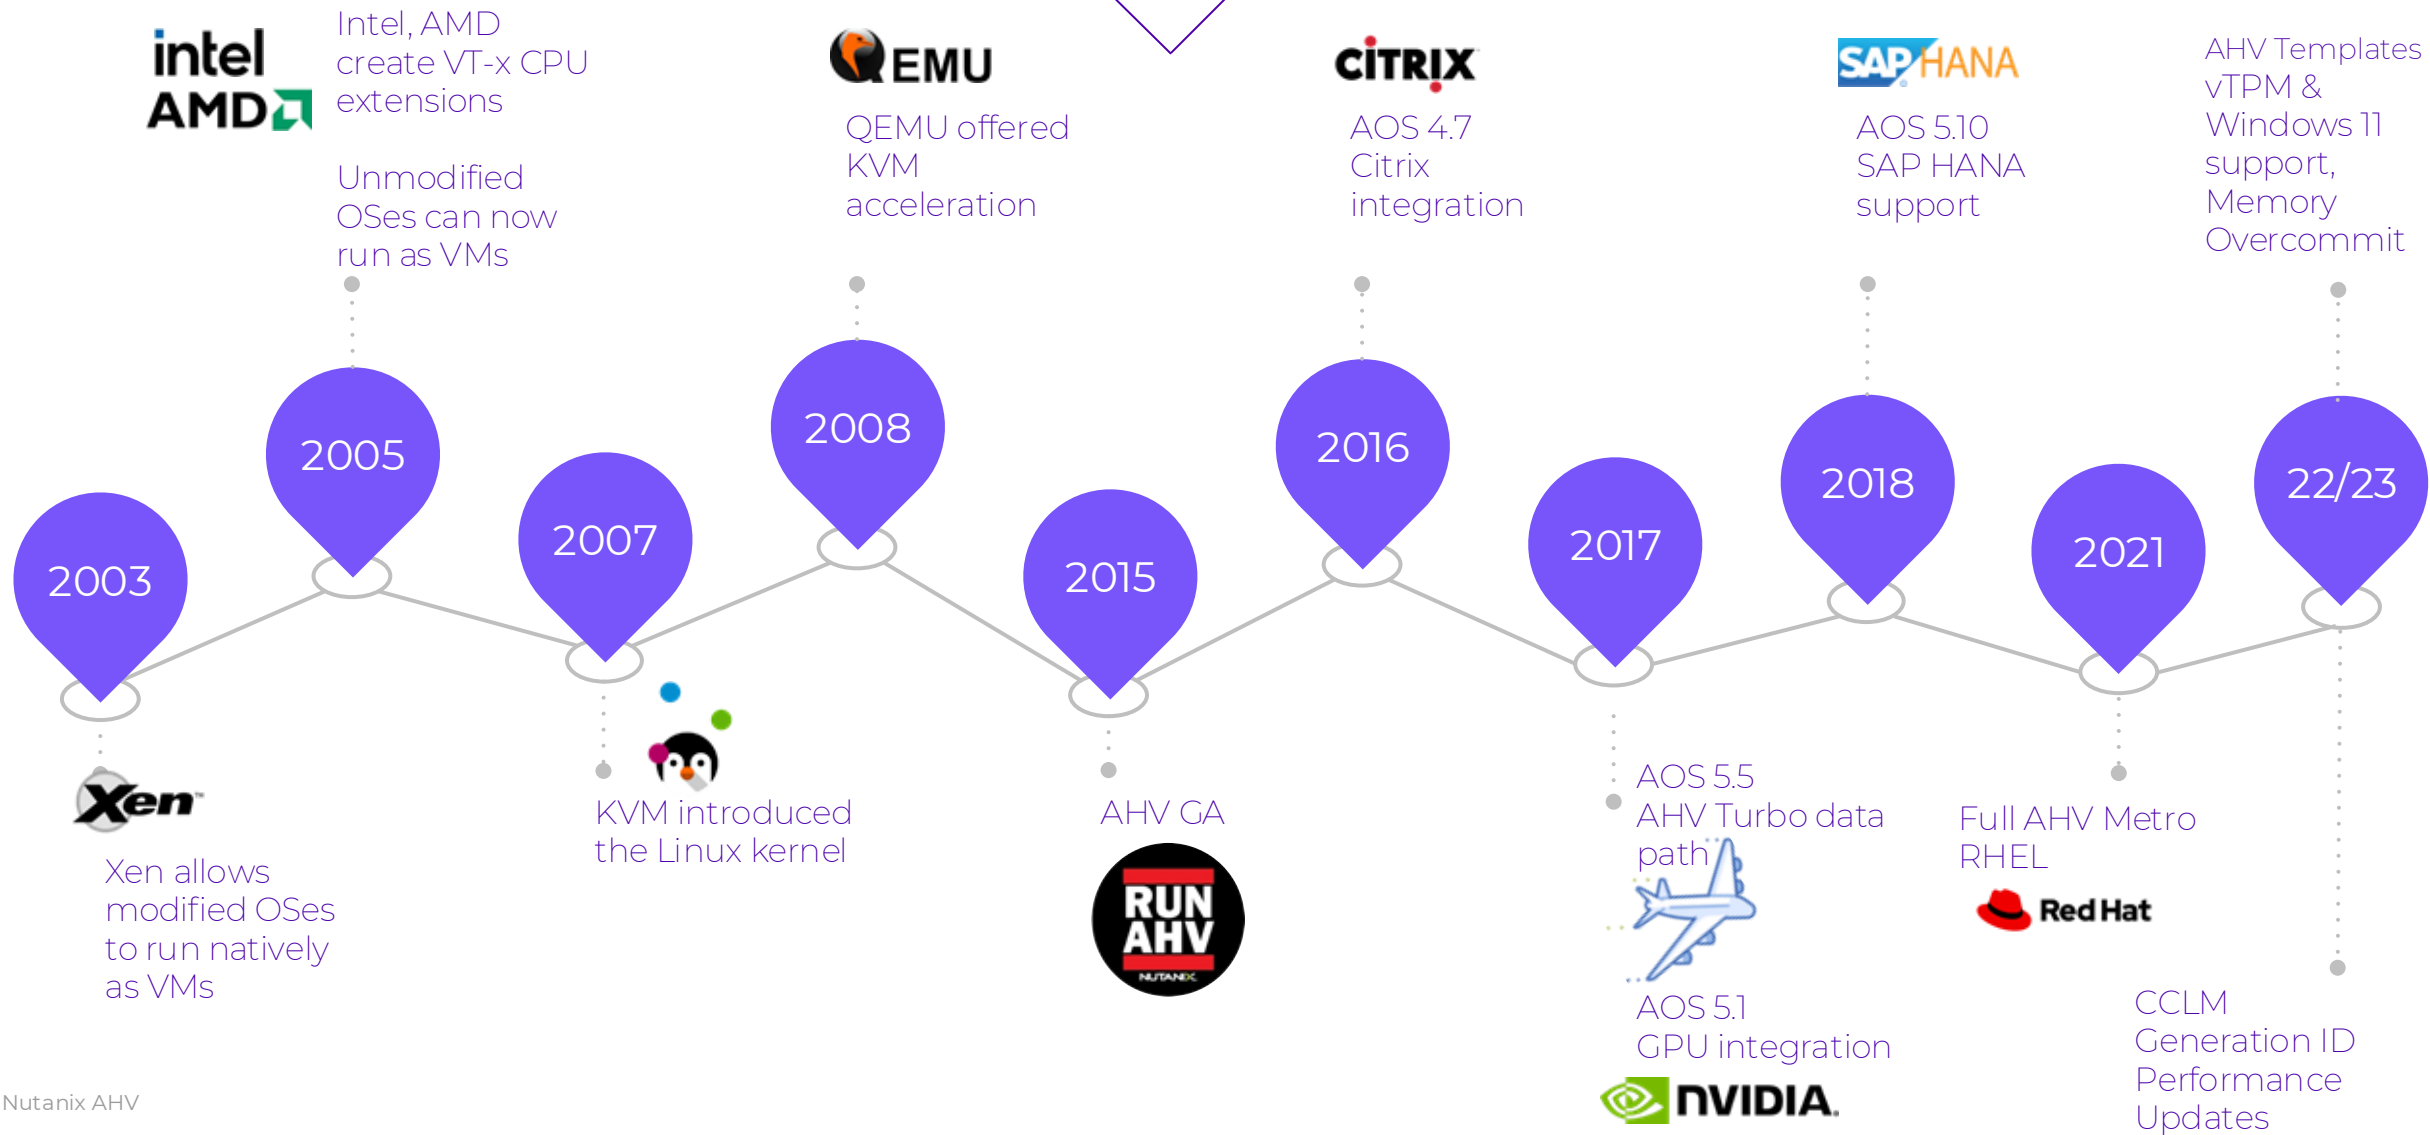 intel
AMD
Intel, AMD
create VT-x CPU
extensions
Unmodified
OSes can now
run as VMs
QEMU
QEMU offered
KVM
acceleration
CİTRIX
AOS 4.7
Citrix
integration
SAP HANA
AOS 5.10
SAP HANA
support
AHV Templates
vTPM &
Windows 11
support,
Memory
Overcommit
2003
2005
2007
2008
2015
2016
2017
2018
2021
22/23
Xen™
Xen allows
modified OSes
to run natively
as VMs
KVM introduced
the Linux kernel
AHV GA
RUN
AHV
NUTANIX
AOS 5.5
AHV Turbo data
path
AOS 5.1
GPU integration
NVIDIA.
Full AHV Metro
RHEL
Red Hat
CCLM
Generation ID
Performance
Updates
Nutanix AHV